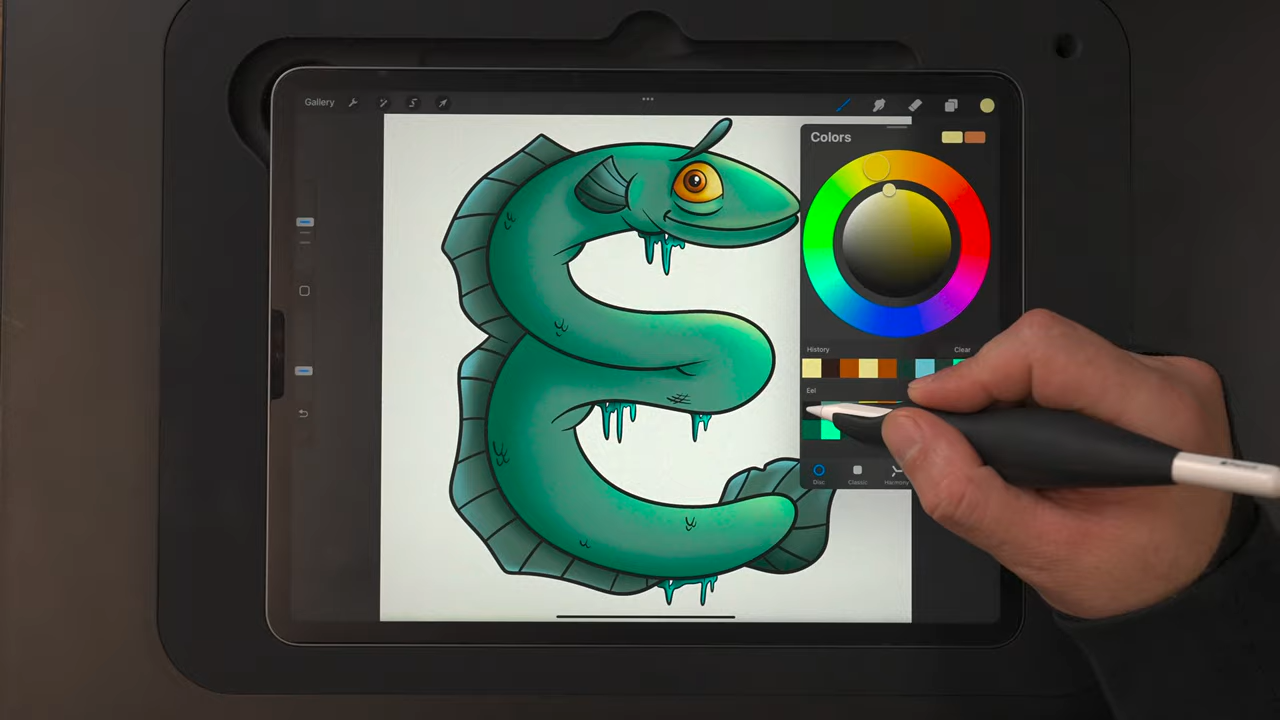 Gallery
Colors
History Clear
Eel
Disc Classic Harmony